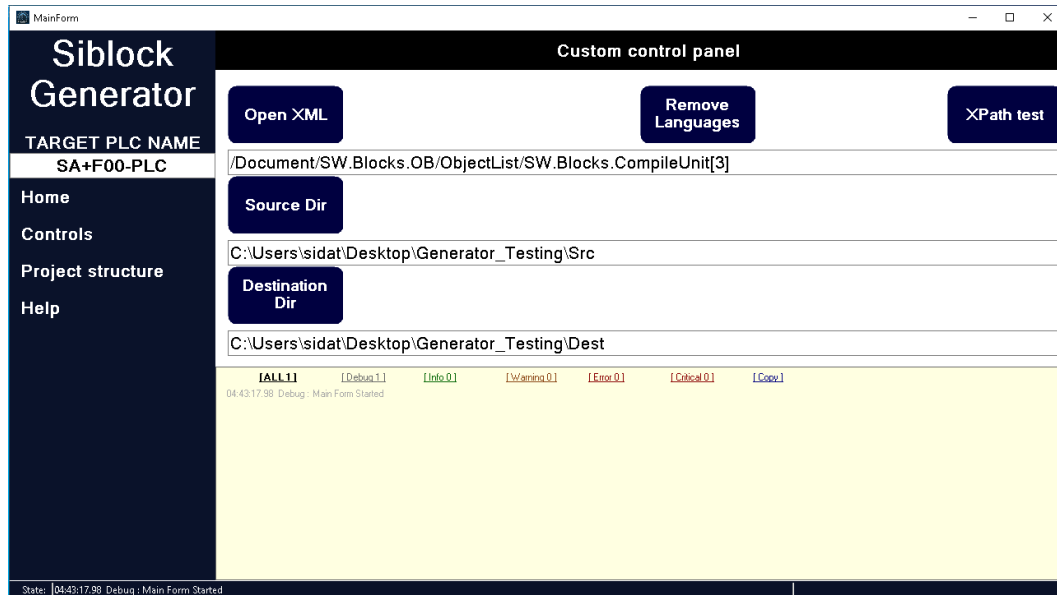 MainForm
Siblock
Generator
TARGET PLC NAME
SA+F00-PLC
Home
Controls
Project structure
Help
Custom control panel
Open XML
Remove
Languages
XPath test
/Document/SW.Blocks.OB/ObjectList/SW.Blocks.CompileUnit[3]
Source Dir
C:\Users\sidat\Desktop\Generator_Testing\Src
Destination
Dir
C:\Users\sidat\Desktop\Generator_Testing\Dest
[ALL 1] [Debug 1] [Info 0] [Warning 0] [Error 0] [Critical 0] [Copy]
04:43:17.98 Debug : Main Form Started
State: 04:43:17.98 Debug : Main Form Started